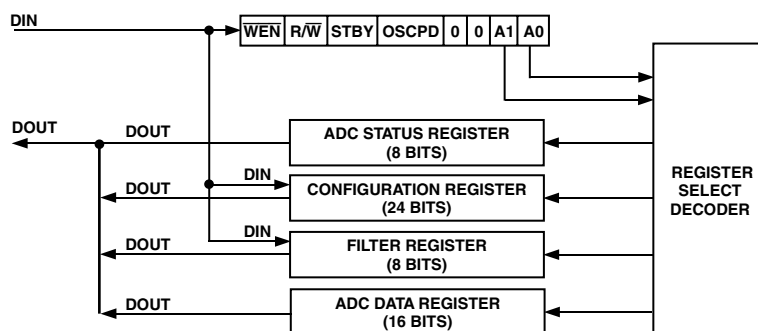 DIN
W̅E̅N̅ R/W̅ STBY OSCPD 0 0 A1 A0
DOUT
DOUT
ADC STATUS REGISTER
(8 BITS)
DIN
DOUT
CONFIGURATION REGISTER
(24 BITS)
DIN
DOUT
FILTER REGISTER
(8 BITS)
DOUT
ADC DATA REGISTER
(16 BITS)
REGISTER
SELECT
DECODER